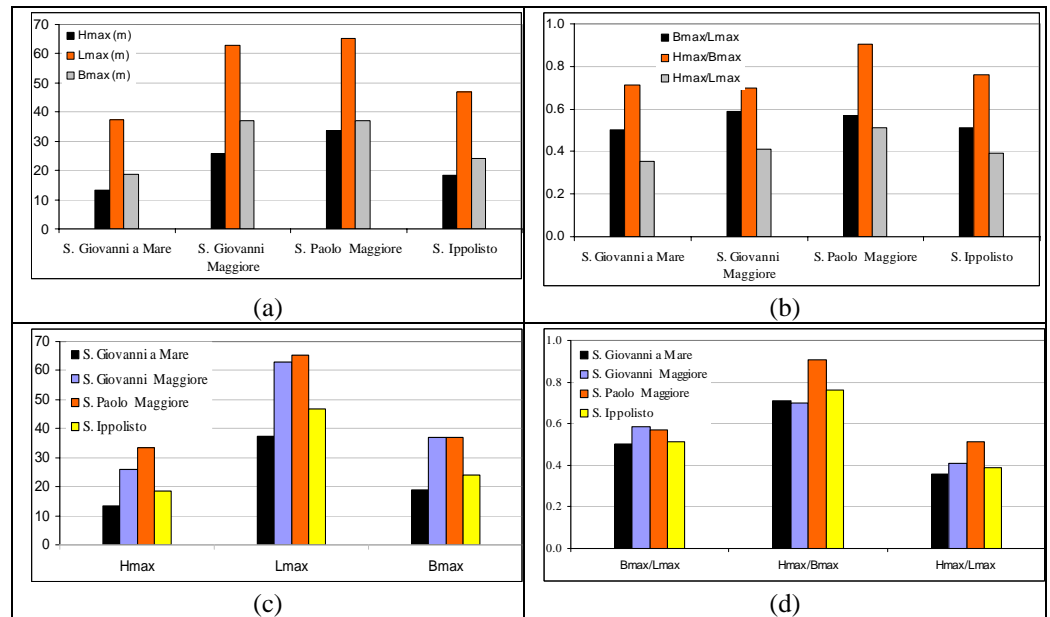 70
60
50
40
30
20
10
0
Hmax (m)
Lmax (m)
Bmax (m)
S. Giovanni a Mare
S. Giovanni
Maggiore
S. Paolo Maggiore
S. Ippolisto
(a)
1.0
0.8
0.6
0.4
0.2
0.0
Bmax/Lmax
Hmax/Bmax
Hmax/Lmax
S. Giovanni a Mare
S. Giovanni
Maggiore
S. Paolo Maggiore
S. Ippolisto
(b)
70
60
50
40
30
20
10
0
S. Giovanni a Mare
S. Giovanni Maggiore
S. Paolo Maggiore
S. Ippolisto
Hmax
Lmax
Bmax
(c)
1.0
0.8
0.6
0.4
0.2
0.0
S. Giovanni a Mare
S. Giovanni Maggiore
S. Paolo Maggiore
S. Ippolisto
Bmax/Lmax
Hmax/Bmax
Hmax/Lmax
(d)